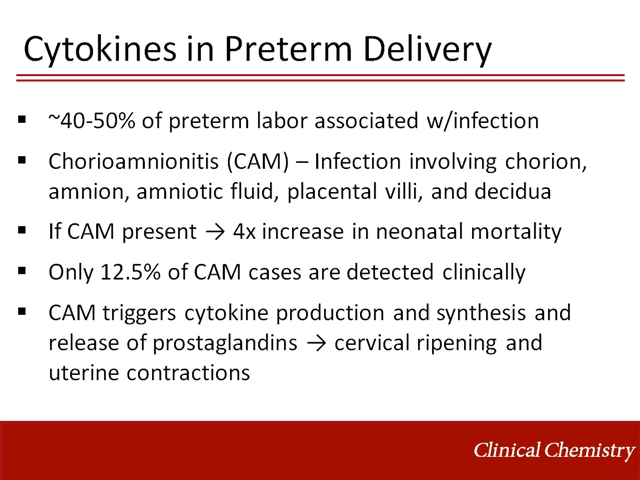 Cytokines in Preterm Delivery
▪ ~40-50% of preterm labor associated w/infection
▪ Chorioamnionitis (CAM) – Infection involving chorion,
amnion, amniotic fluid, placental villi, and decidua
▪ If CAM present → 4x increase in neonatal mortality
▪ Only 12.5% of CAM cases are detected clinically
▪ CAM triggers cytokine production and synthesis and
release of prostaglandins → cervical ripening and
uterine contractions
Clinical Chemistry